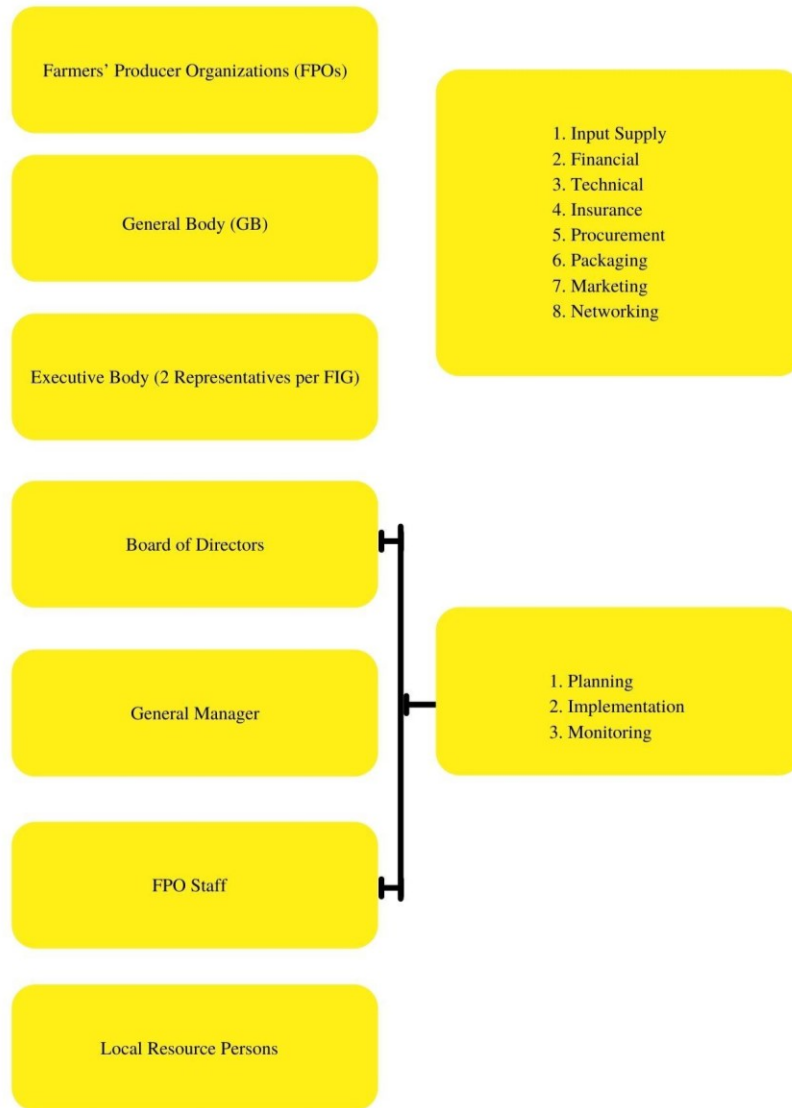 Farmers’ Producer Organizations (FPOs)
General Body (GB)
Executive Body (2 Representatives per FIG)
Board of Directors
General Manager
FPO Staff
Local Resource Persons
1. Input Supply
2. Financial
3. Technical
4. Insurance
5. Procurement
6. Packaging
7. Marketing
8. Networking
1. Planning
2. Implementation
3. Monitoring